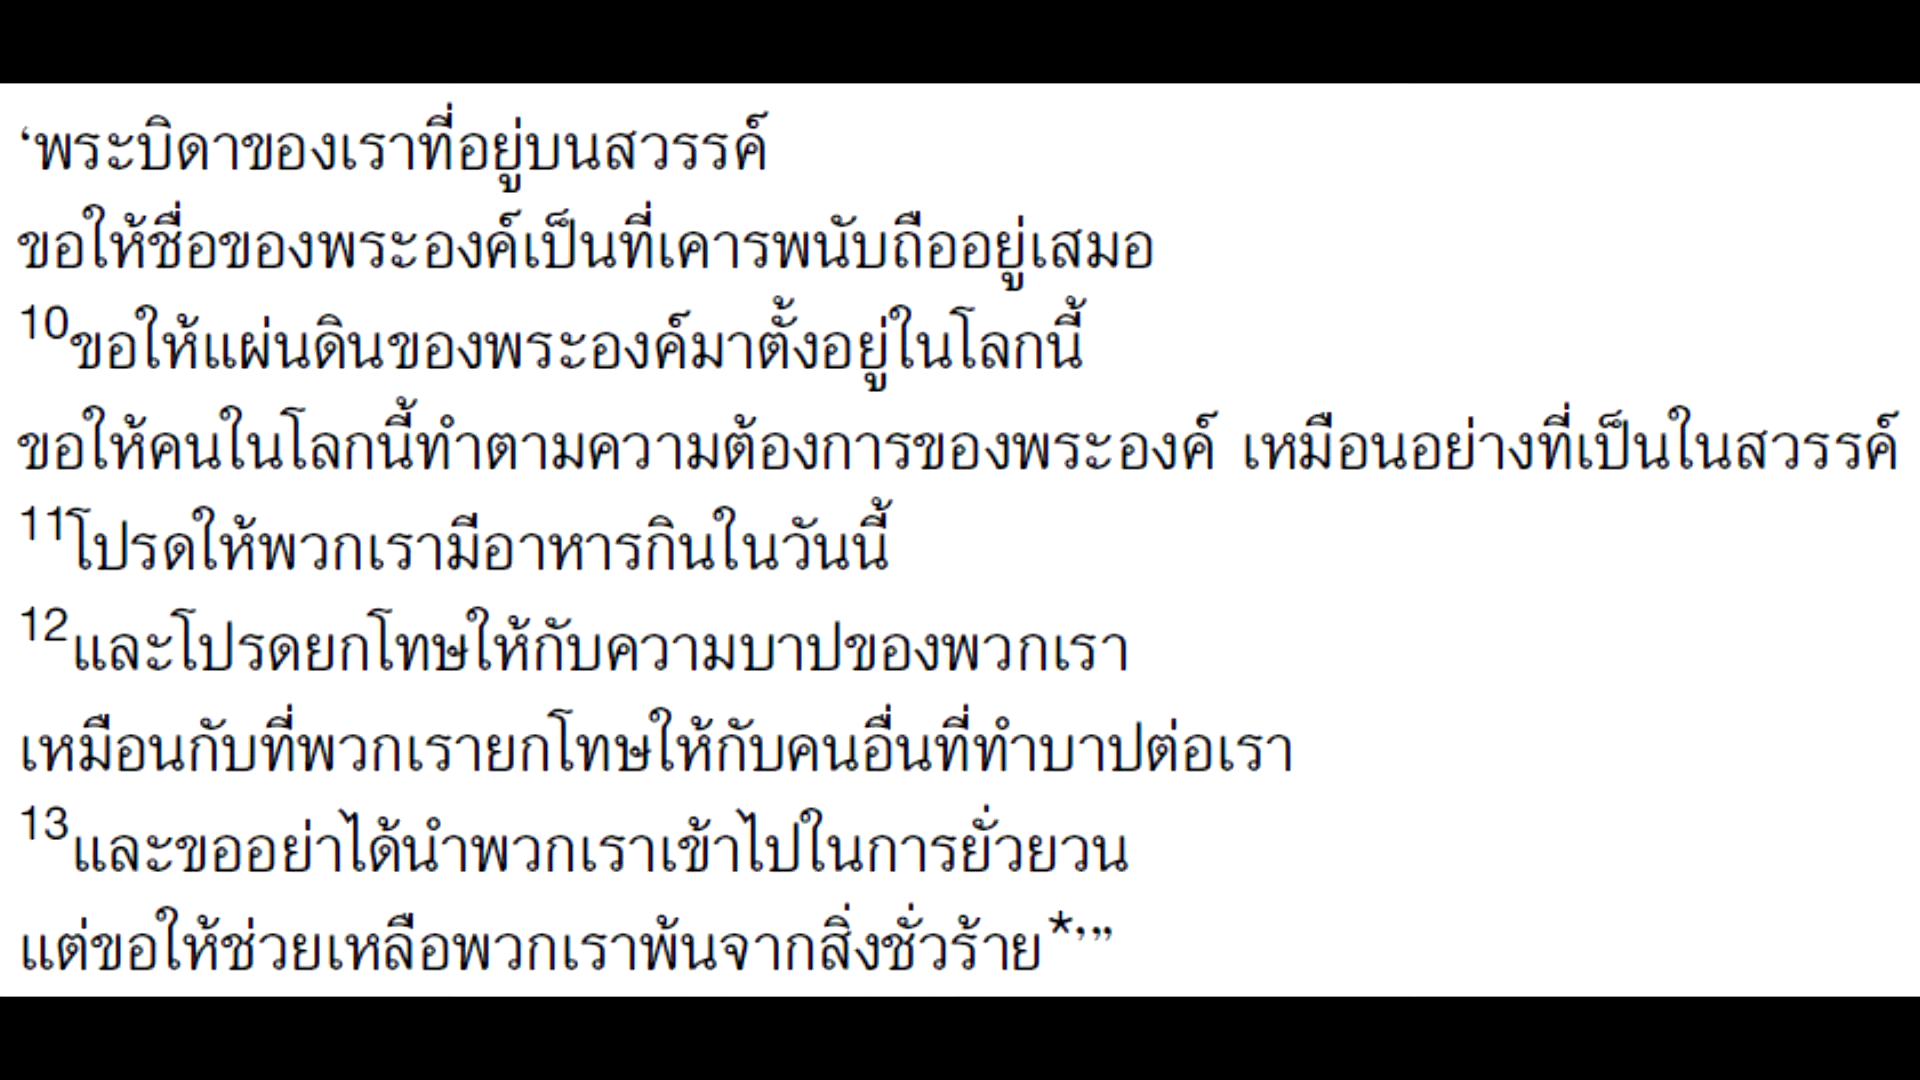 ‘พระบิดาของเราที่อยู่บนสวรรค์
ขอให้ชื่อของพระองค์เป็นที่เคารพนับถืออยู่เสมอ
10ขอให้แผ่นดินของพระองค์มาตั้งอยู่ในโลกนี้
ขอให้คนในโลกนี้ทำตามความต้องการของพระองค์ เหมือนอย่างที่เป็นในสวรรค์
11โปรดให้พวกเรามีอาหารกินในวันนี้
12และโปรดยกโทษให้กับความบาปของพวกเรา
เหมือนกับที่พวกเรายกโทษให้กับคนอื่นที่ทำบาปต่อเรา
13และขออย่าได้นำพวกเราเข้าไปในการยั่วยวน
แต่ขอให้ช่วยเหลือพวกเราพ้นจากสิ่งชั่วร้าย*’”